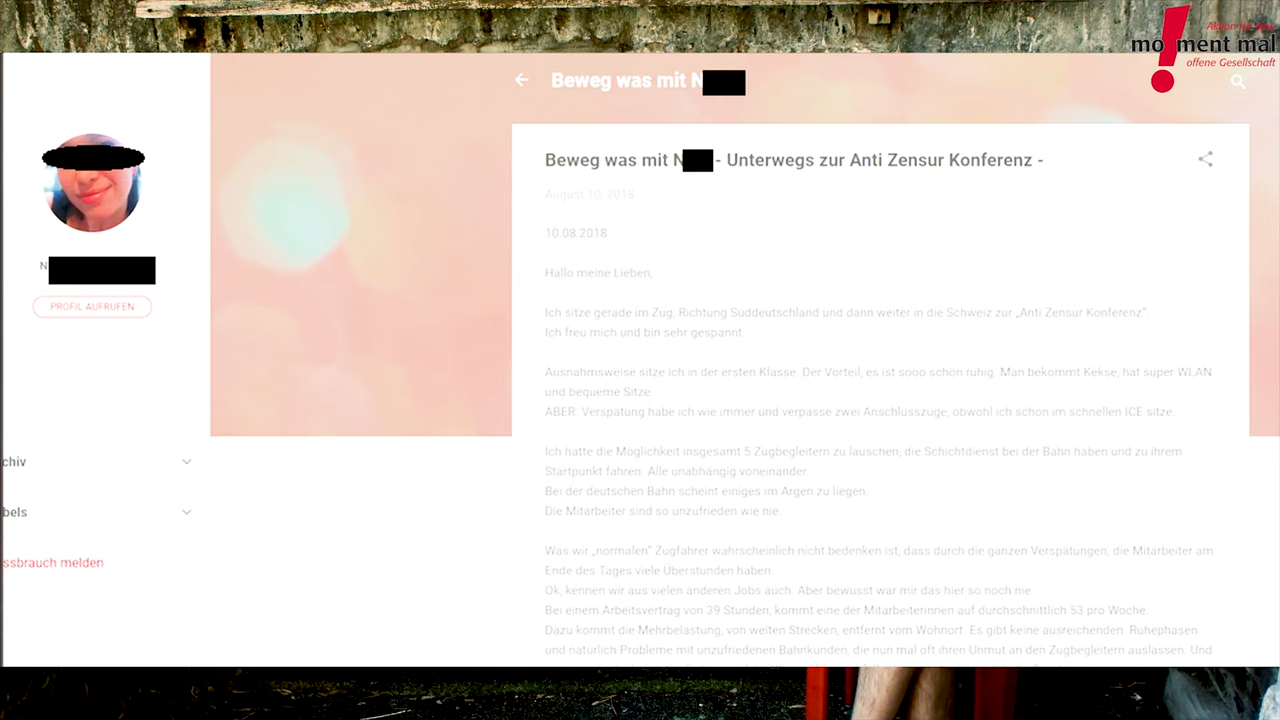 Aktion für eine
mo!ment mal
offene Gesellschaft
Beweg was mit N
Beweg was mit N - Unterwegs zur Anti Zensur Konferenz -
August 10, 2018
10.08.2018
Hallo meine Lieben,
Ich sitze gerade im Zug, Richtung Süddeutschland und dann weiter in die Schweiz zur „Anti Zensur Konferenz“.
Ich freu mich und bin sehr gespannt.
Ausnahmsweise sitze ich in der ersten Klasse. Der Vorteil, es ist sooo schön ruhig. Man bekommt Kekse, hat super WLAN
und bequeme Sitze.
ABER: Verspätung habe ich wie immer und verpasse zwei Anschlusszüge, obwohl ich schon im schnellen ICE sitze.
Ich hatte die Möglichkeit insgesamt 5 Zugbegleitern zu lauschen, die Schichtdienst bei der Bahn haben und zu ihrem
Startpunkt fahren. Alle unabhängig voneinander.
Bei der deutschen Bahn scheint einiges im Argen zu liegen.
Die Mitarbeiter sind so unzufrieden wie nie.
Was wir „normalen“ Zugfahrer wahrscheinlich nicht bedenken ist, dass durch die ganzen Verspätungen, die Mitarbeiter am
Ende des Tages viele Überstunden haben.
Ok, kennen wir aus vielen anderen Jobs auch. Aber bewusst war mir das hier so noch nie.
Bei einem Arbeitsvertrag von 39 Stunden, kommt eine der Mitarbeiterinnen auf durchschnittlich 53 pro Woche.
Dazu kommt die Mehrbelastung, von weiten Strecken, entfernt vom Wohnort. Es gibt keine ausreichenden Ruhephasen
und natürlich Probleme mit unzufriedenen Bahnkunden, die nun mal oft ihren Unmut an den Zugbegleitern auslassen. Und
N
PROFIL AUFRUFEN
chiv
bels
ssbrauch melden